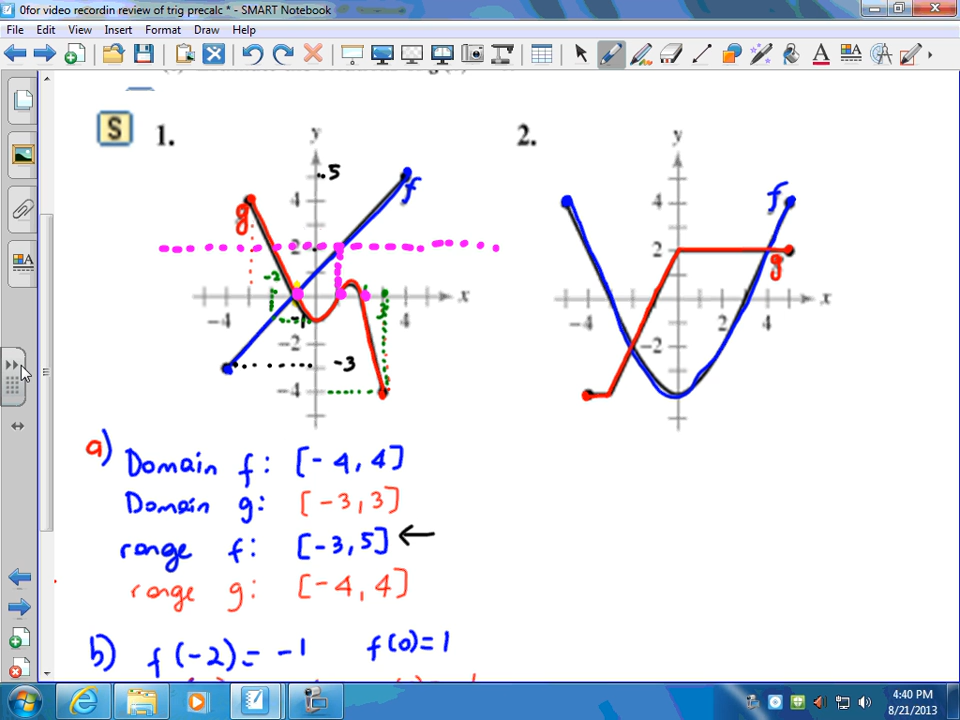 0for video recordin review of trig precalc * - SMART Notebook
File Edit View Insert Format Draw Help
S 1. 2.
y y
.5 f f
4 4
g
2 2
g
-2 3
x x
-4 4 -4 2 4
-1
-2 -2
-3
-4 -4
a)
Domain f: [-4, 4]
Domain g: [-3, 3]
range f: [-3, 5] ←
range g: [-4, 4]
b) f(-2) = -1 f(0)=1
4:40 PM
8/21/2013